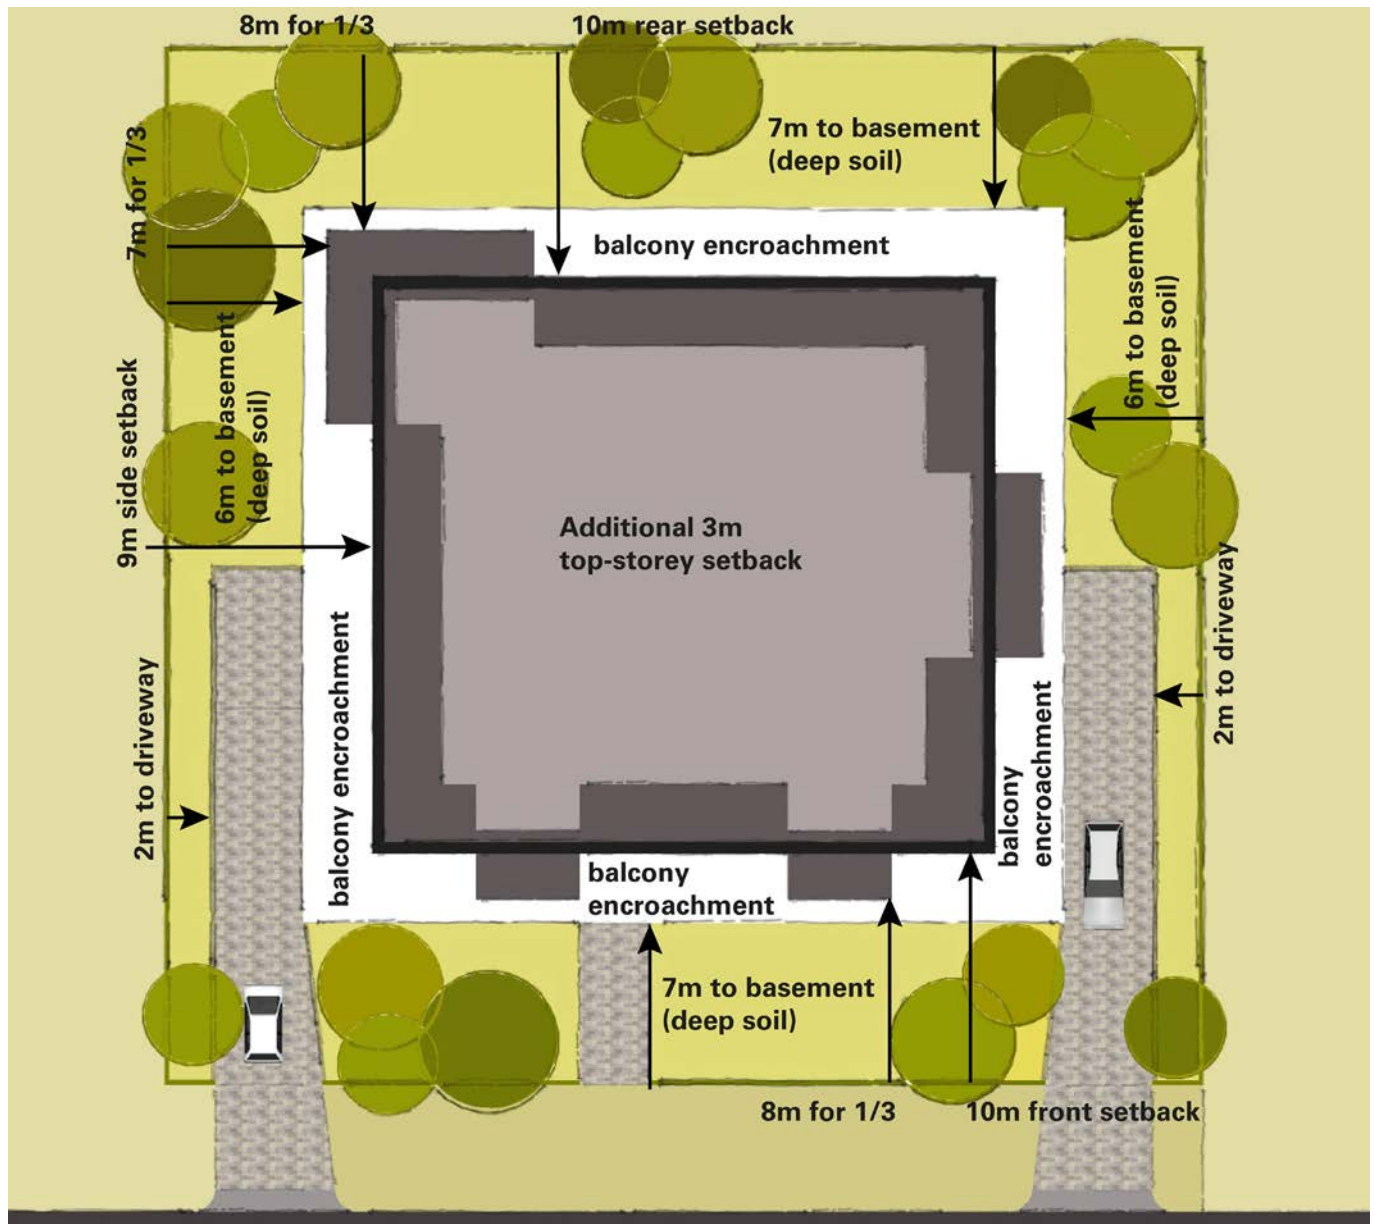 8m for 1/3
10m rear setback
7m to basement
(deep soil)
7m for 1/3
balcony encroachment
6m to basement
(deep soil)
6m to basement
(deep soil)
9m side setback
Additional 3m
top-storey setback
2m to driveway
balcony encroachment
2m to driveway
balcony
encroachment
balcony
encroachment
7m to basement
(deep soil)
8m for 1/3
10m front setback